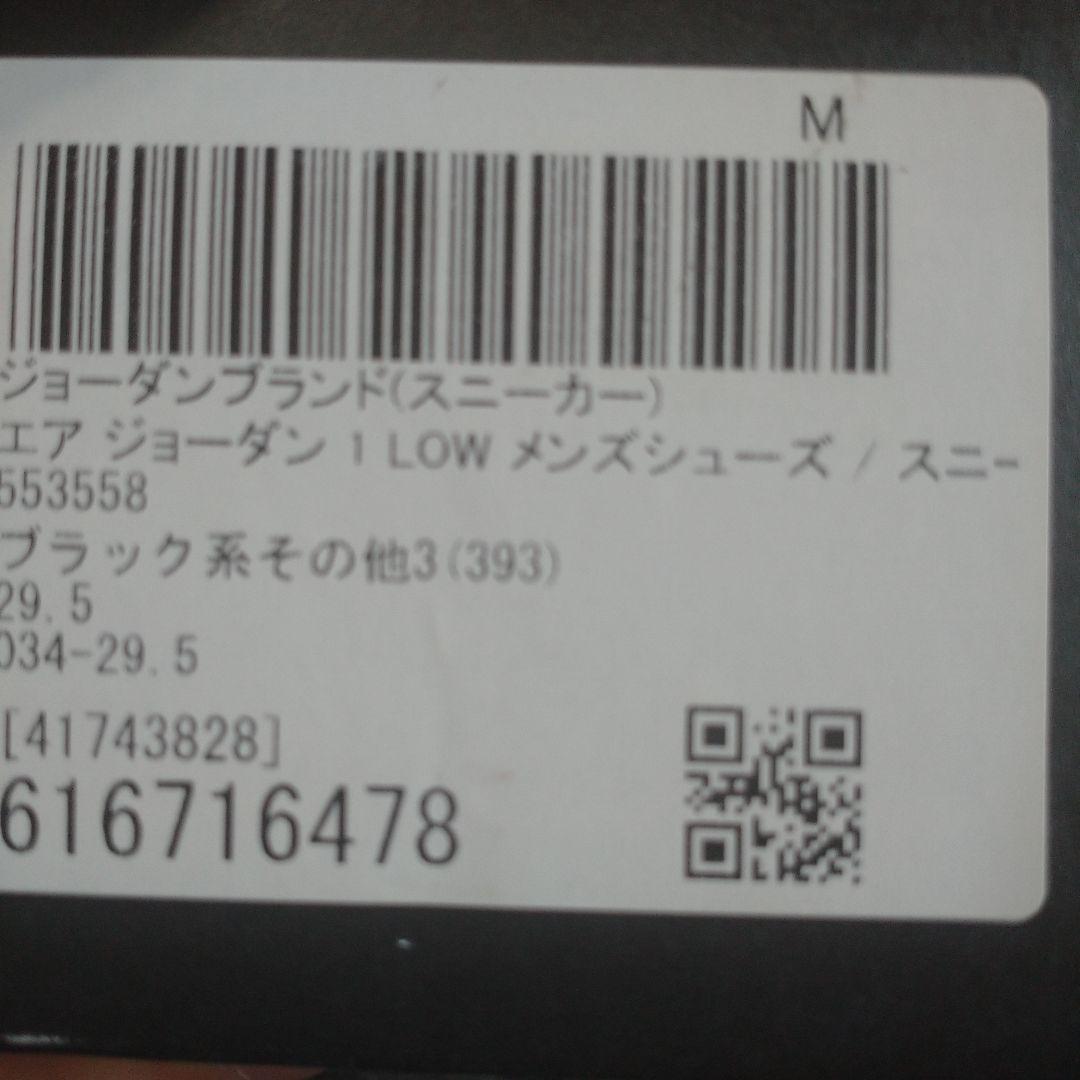 M
ジョーダンブランド(スニーカー)
エア ジョーダン 1 LOW メンズシューズ / スニー
553558
ブラック系その他3(393)
29.5
034-29.5
[41743828]
616716478